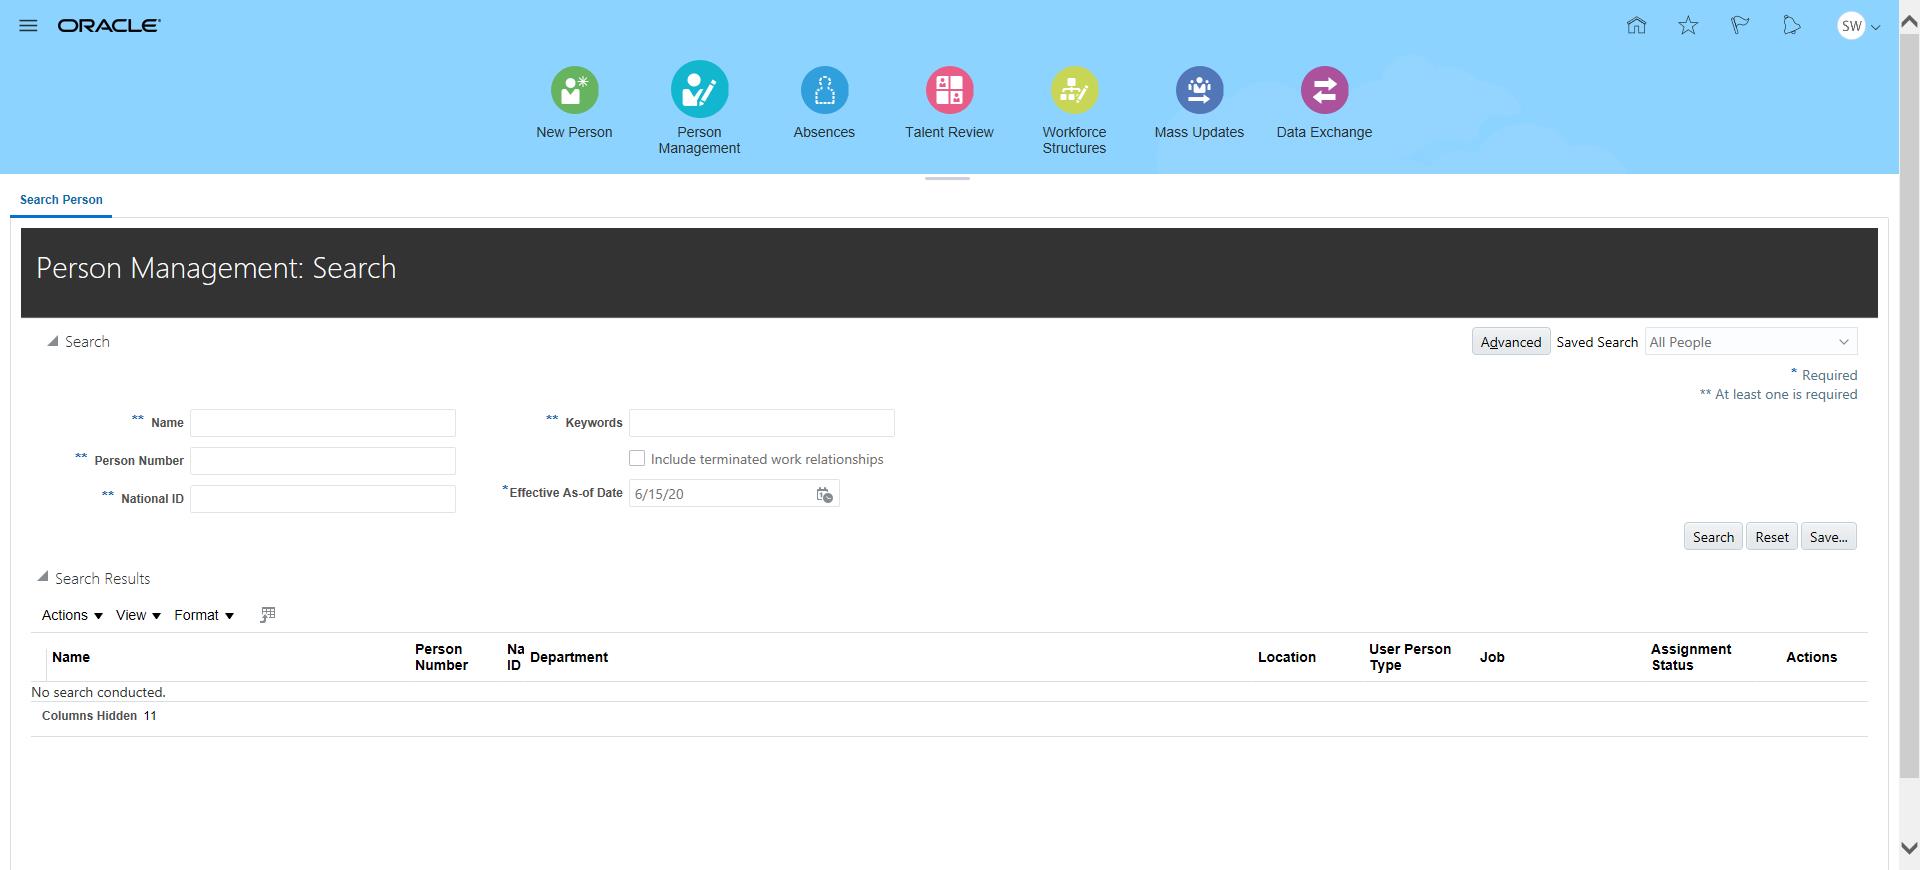 ORACLE
SW
New Person
Person
Management
Absences
Talent Review
Workforce
Structures
Mass Updates
Data Exchange
Search Person
Person Management: Search
Search
Advanced Saved Search All People
* Required
** At least one is required
** Name
** Keywords
** Person Number
Include terminated work relationships
** National ID
*Effective As-of Date 6/15/20
Search Reset Save...
Search Results
Actions View Format
Name
Person
Number
Na
ID
Department
Location
User Person
Type
Job
Assignment
Status
Actions
No search conducted.
Columns Hidden 11